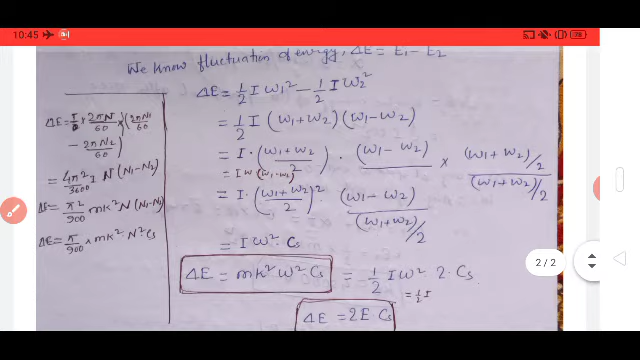 10:45
78
We know fluctuation of energy, ΔE = E1 - E2
ΔE = 1/2 I ω1² - 1/2 I ω2²
= 1/2 I (ω1+ω2) (ω1-ω2)
= I · (ω1+ω2)/2 · (ω1-ω2) × (ω1+ω2)/2 / (ω1+ω2)/2
= Iω (ω1-ω2)
= I · (ω1+ω2 / 2)² · (ω1-ω2) / (ω1+ω2)/2
= I ω² · Cs
ΔE = mk² ω² · Cs = 1/2 I ω² 2 · Cs
= 1/2 I
ΔE = 2E · Cs
ΔE = I/2 × 2πN/60 × (2πN1/60
- 2πN2/60)
= 4π²I/3600 N (N1-N2)
ΔE = π²/900 mk² N (N1-N2)
ΔE = π/900 × mk² · N² Cs
2/2